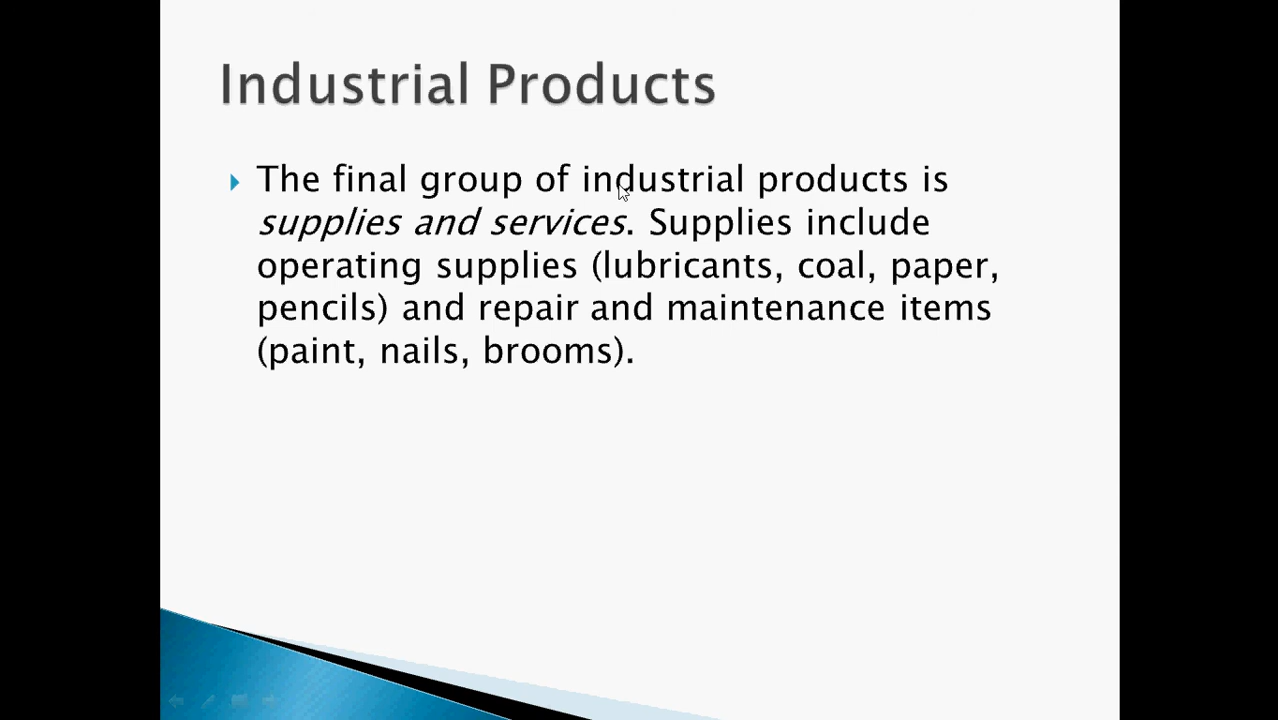 Industrial Products
The final group of industrial products is
supplies and services. Supplies include
operating supplies (lubricants, coal, paper,
pencils) and repair and maintenance items
(paint, nails, brooms).